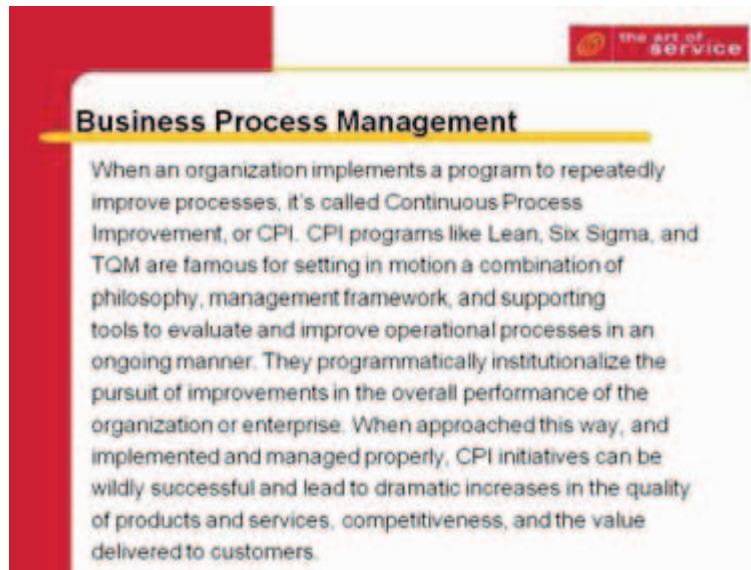 the art of
service
Business Process Management
When an organization implements a program to repeatedly
improve processes, it's called Continuous Process
Improvement, or CPI. CPI programs like Lean, Six Sigma, and
TQM are famous for setting in motion a combination of
philosophy, management framework, and supporting
tools to evaluate and improve operational processes in an
ongoing manner. They programmatically institutionalize the
pursuit of improvements in the overall performance of the
organization or enterprise. When approached this way, and
implemented and managed properly, CPI initiatives can be
wildly successful and lead to dramatic increases in the quality
of products and services, competitiveness, and the value
delivered to customers.